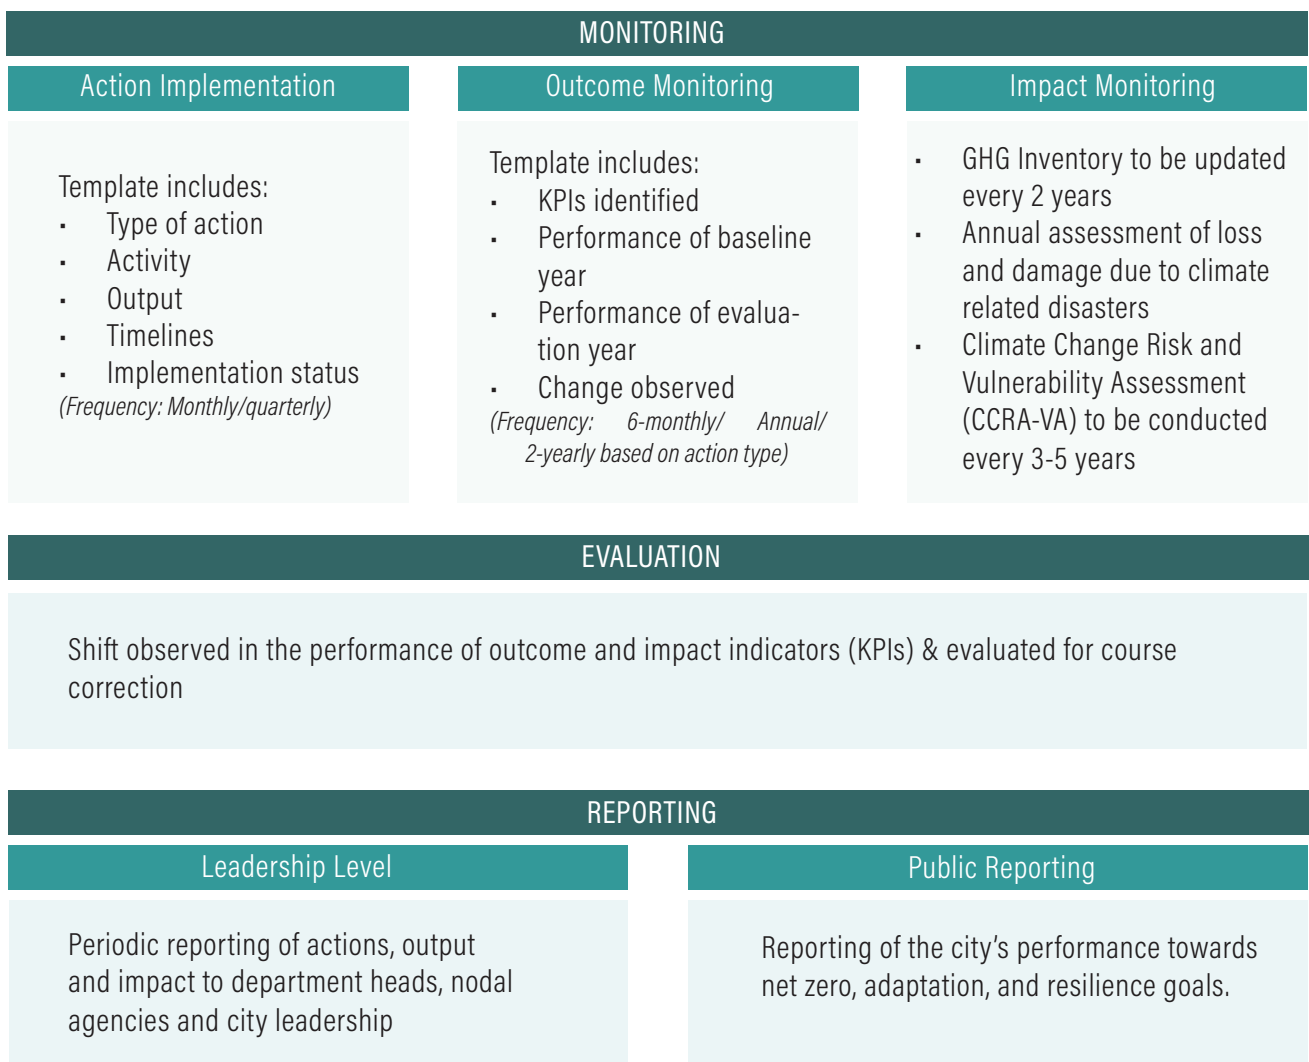 MONITORING
Action Implementation
Template includes:
▪ Type of action
▪ Activity
▪ Output
▪ Timelines
▪ Implementation status
(Frequency: Monthly/quarterly)
Outcome Monitoring
Template includes:
▪ KPIs identified
▪ Performance of baseline
year
▪ Performance of evalua-
tion year
▪ Change observed
(Frequency: 6-monthly/ Annual/
2-yearly based on action type)
Impact Monitoring
▪ GHG Inventory to be updated
every 2 years
▪ Annual assessment of loss
and damage due to climate
related disasters
▪ Climate Change Risk and
Vulnerability Assessment
(CCRA-VA) to be conducted
every 3-5 years
EVALUATION
Shift observed in the performance of outcome and impact indicators (KPIs) & evaluated for course
correction
REPORTING
Leadership Level
Periodic reporting of actions, output
and impact to department heads, nodal
agencies and city leadership
Public Reporting
Reporting of the city’s performance towards
net zero, adaptation, and resilience goals.